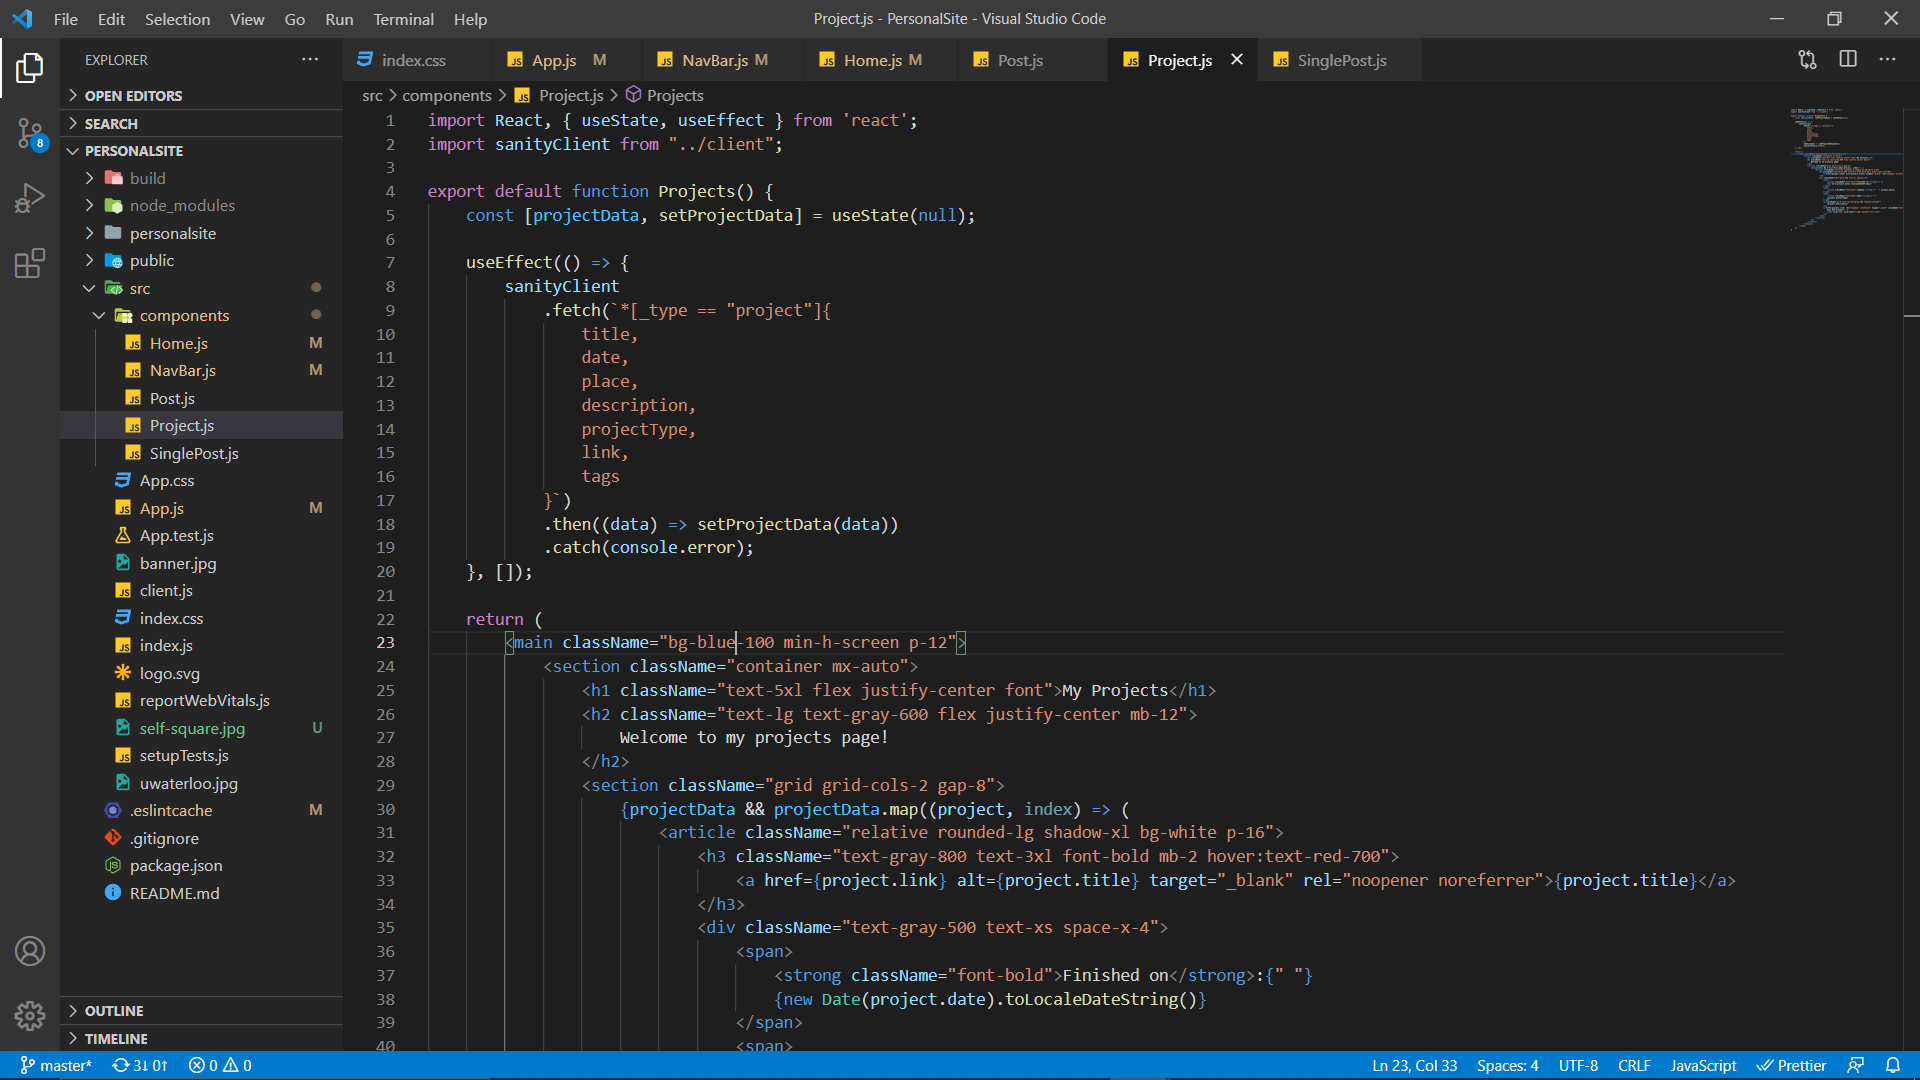 File Edit Selection View Go Run Terminal Help
Project.js - PersonalSite - Visual Studio Code
EXPLORER
index.css
App.js M
NavBar.js M
Home.js M
Post.js
Project.js
SinglePost.js
OPEN EDITORS
SEARCH
PERSONALSITE
build
node_modules
personalsite
public
src
components
Home.js M
NavBar.js M
Post.js
Project.js
SinglePost.js
App.css
App.js M
App.test.js
banner.jpg
client.js
index.css
index.js
logo.svg
reportWebVitals.js
self-square.jpg U
setupTests.js
uwaterloo.jpg
.eslintcache M
.gitignore
package.json
README.md
OUTLINE
TIMELINE
8
src > components > Project.js > Projects
1 import React, { useState, useEffect } from 'react';
2 import sanityClient from "../client";
3
4 export default function Projects() {
5 const [projectData, setProjectData] = useState(null);
6
7 useEffect(() => {
8 sanityClient
9 .fetch(`*[_type == "project"]{
10 title,
11 date,
12 place,
13 description,
14 projectType,
15 link,
16 tags
17 }`)
18 .then((data) => setProjectData(data))
19 .catch(console.error);
20 }, []);
21
22 return (
23 <main className="bg-blue-100 min-h-screen p-12">
24 <section className="container mx-auto">
25 <h1 className="text-5xl flex justify-center font">My Projects</h1>
26 <h2 className="text-lg text-gray-600 flex justify-center mb-12">
27 Welcome to my projects page!
28 </h2>
29 <section className="grid grid-cols-2 gap-8">
30 {projectData && projectData.map((project, index) => (
31 <article className="relative rounded-lg shadow-xl bg-white p-16">
32 <h3 className="text-gray-800 text-3xl font-bold mb-2 hover:text-red-700">
33 <a href={project.link} alt={project.title} target="_blank" rel="noopener noreferrer">{project.title}</a>
34 </h3>
35 <div className="text-gray-500 text-xs space-x-4">
36 <span>
37 <strong className="font-bold">Finished on</strong>:{" "}
38 {new Date(project.date).toLocaleDateString()}
39 </span>
40 <span>
master* 3↓ 0↑ 0 0
Ln 23, Col 33 Spaces: 4 UTF-8 CRLF JavaScript Prettier